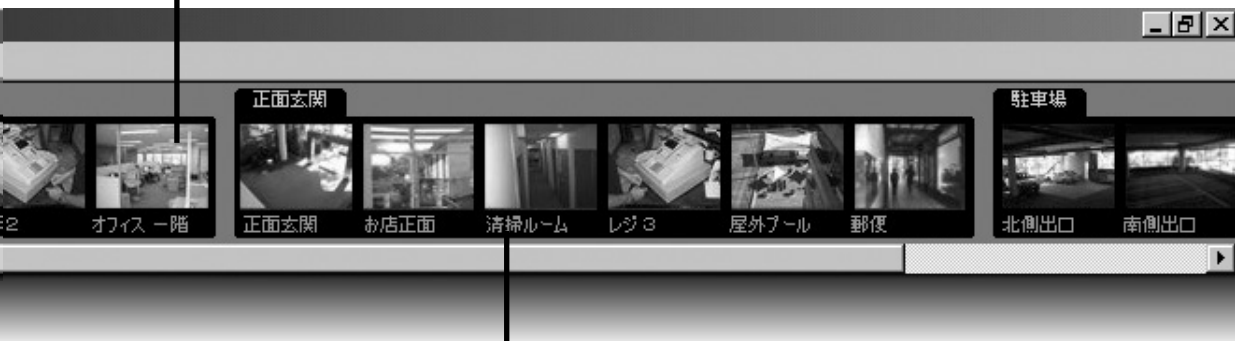 正面玄関
駐車場
2
オフィス 一階
正面玄関
お店正面
清掃ルーム
レジ 3
屋外プール
郵便
北側出口
南側出口